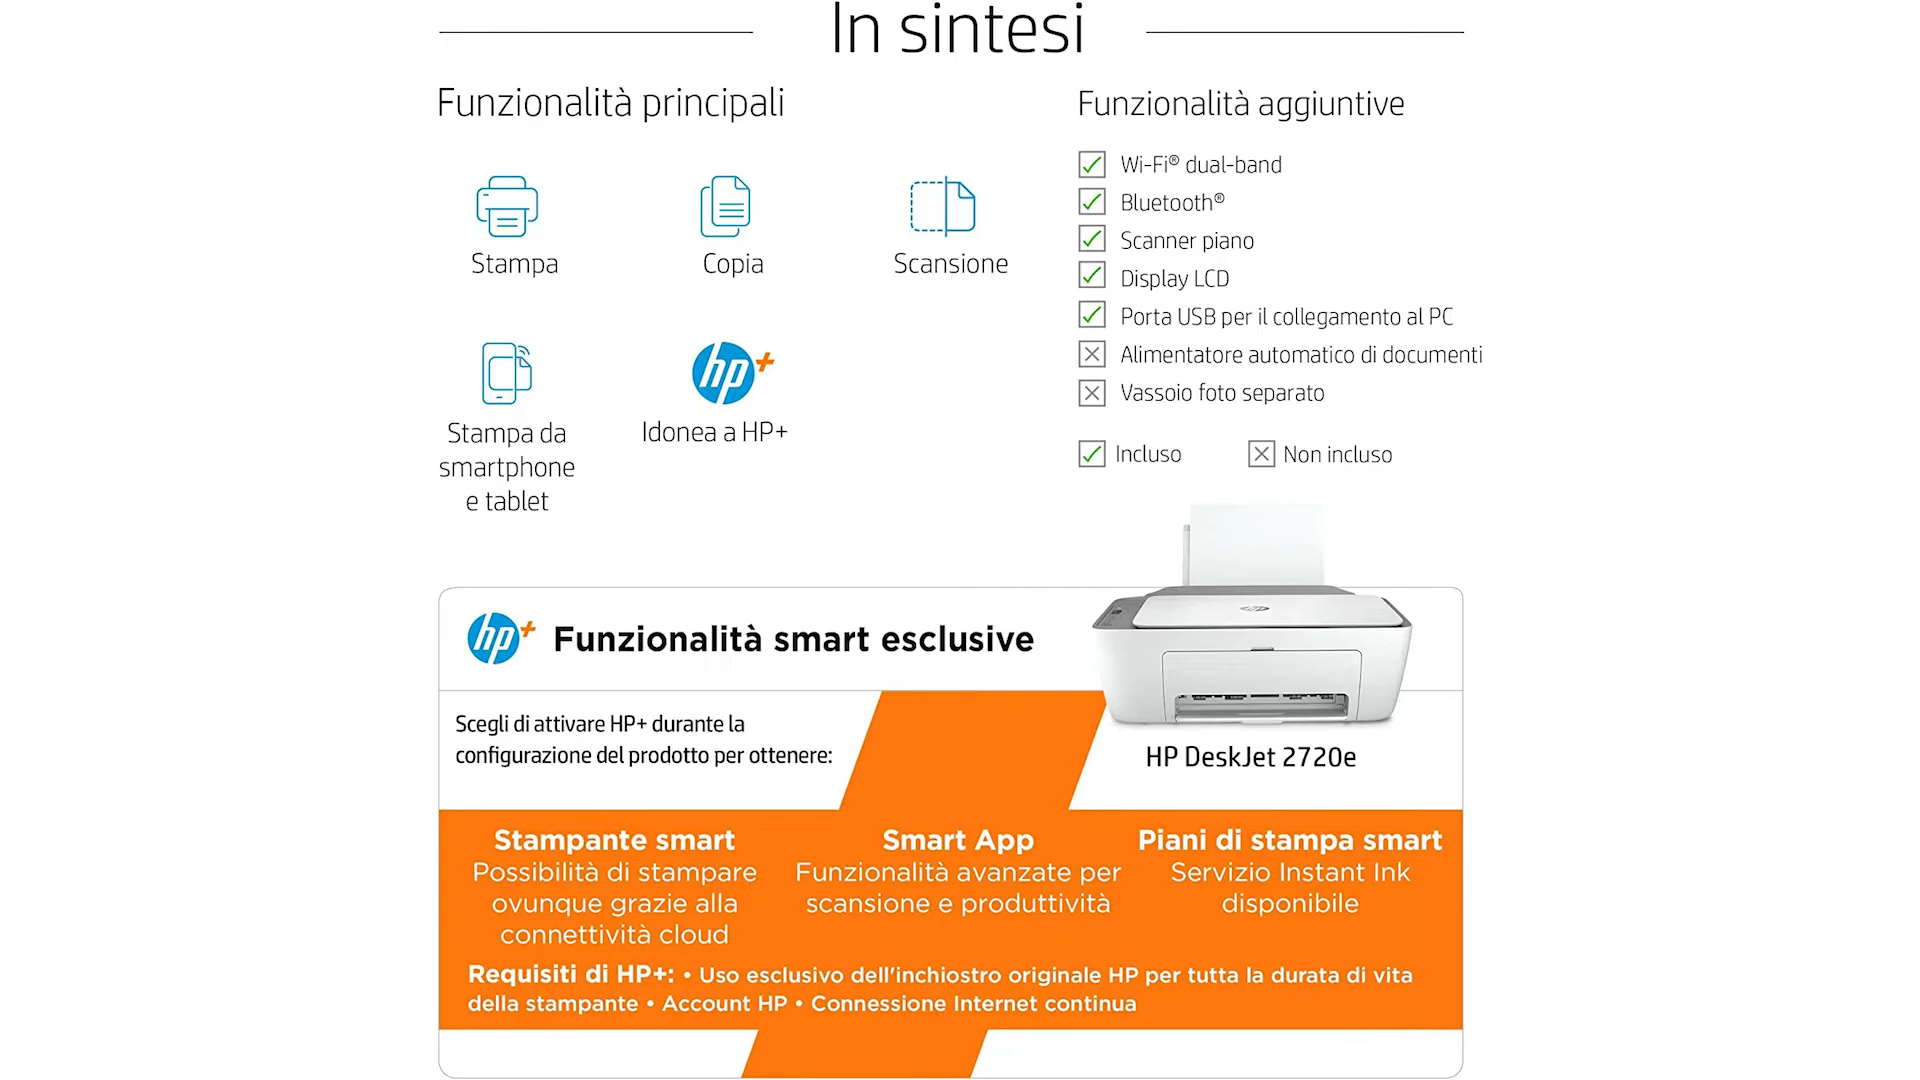 In sintesi
Funzionalità principali
Stampa
Copia
Scansione
Stampa da
smartphone
e tablet
hp+
Idonea a HP+
Funzionalità aggiuntive
Wi-Fi® dual-band
Bluetooth®
Scanner piano
Display LCD
Porta USB per il collegamento al PC
Alimentatore automatico di documenti
Vassoio foto separato
Incluso
Non incluso
hp+ Funzionalità smart esclusive
hp
Scegli di attivare HP+ durante la
configurazione del prodotto per ottenere:
HP DeskJet 2720e
Stampante smart
Possibilità di stampare
ovunque grazie alla
connettività cloud
Smart App
Funzionalità avanzate per
scansione e produttività
Piani di stampa smart
Servizio Instant Ink
disponibile
Requisiti di HP+: • Uso esclusivo dell'inchiostro originale HP per tutta la durata di vita
della stampante • Account HP • Connessione Internet continua